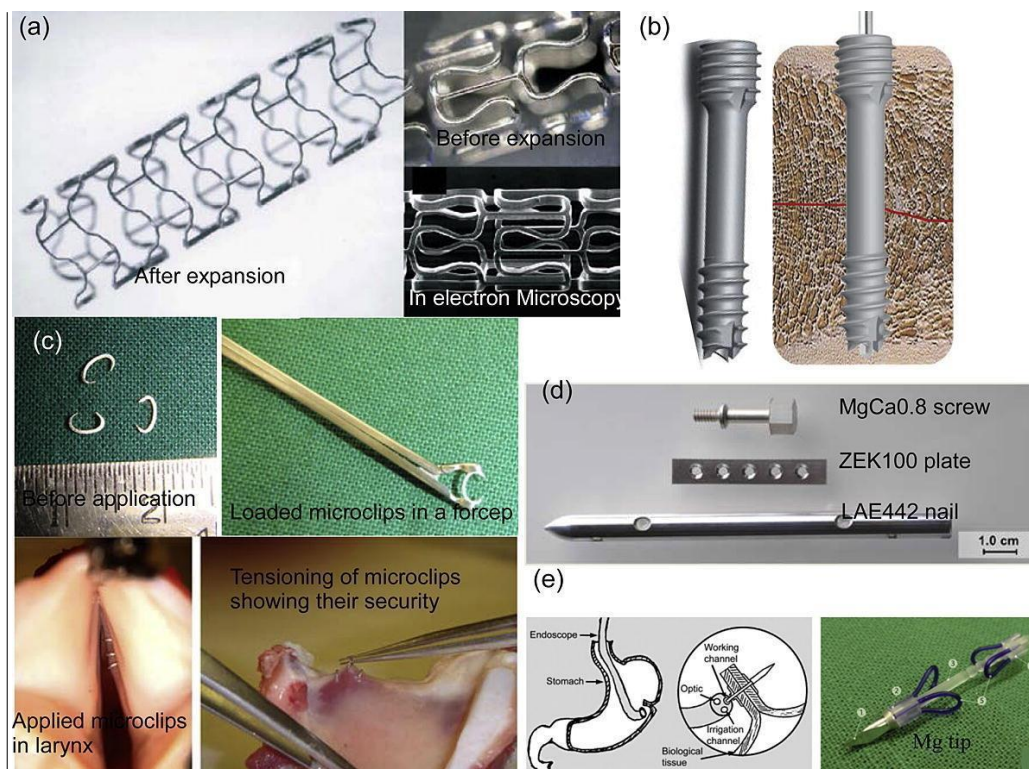 (a)
After expansion
Before expansion
In electron Microscopy
(b)
(c)
Before application
2
Loaded microclips in a forcep
Applied microclips
in larynx
Tensioning of microclips
showing their security
(d)
MgCa0.8 screw
ZEK100 plate
LAE442 nail
1.0 cm
(e)
Endoscope
Stomach
Working
channel
Optic
Irrigation
channel
Biological
tissue
Mg tip